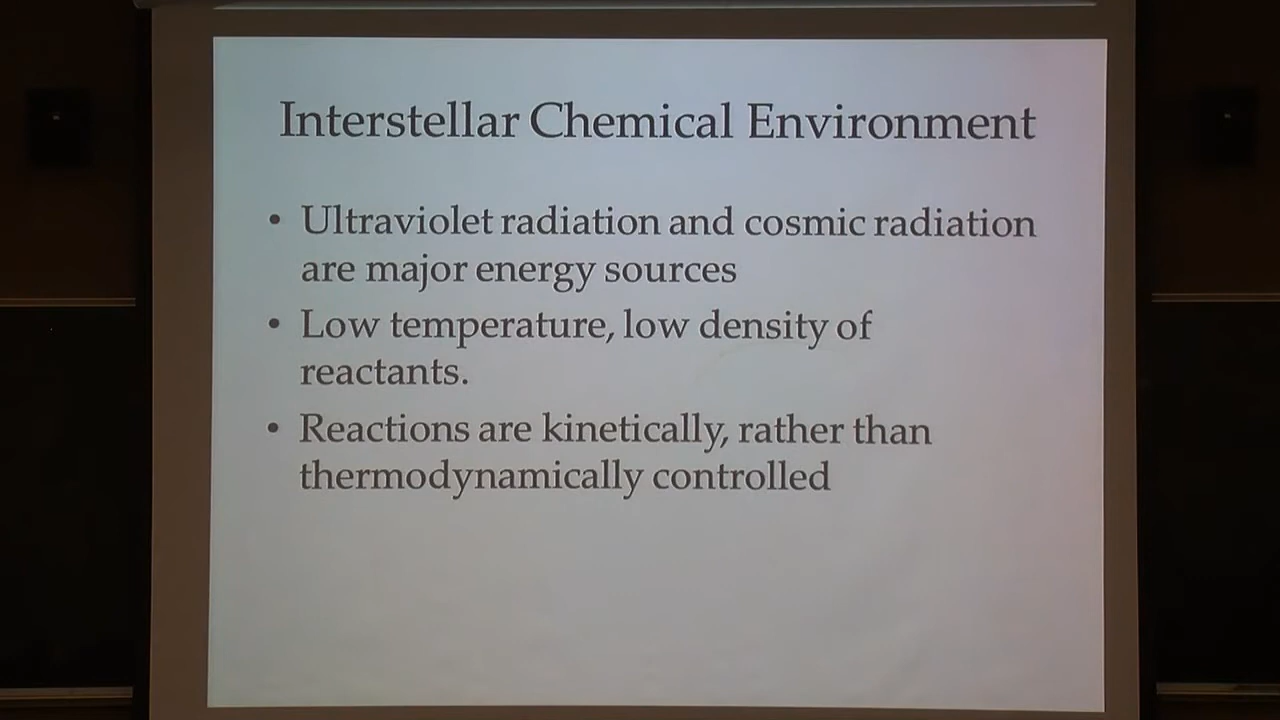 Interstellar Chemical Environment
• Ultraviolet radiation and cosmic radiation
are major energy sources
• Low temperature, low density of
reactants.
• Reactions are kinetically, rather than
thermodynamically controlled